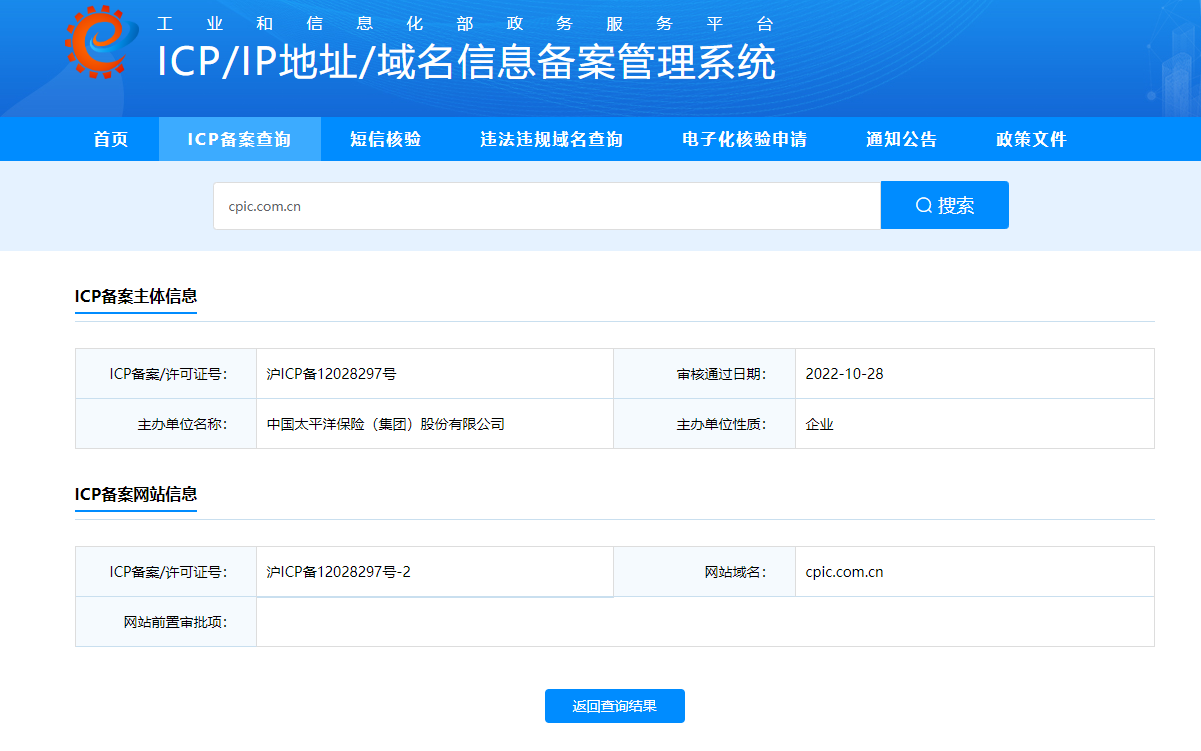 工业和信息化部政务服务平台
ICP/IP地址/域名信息备案管理系统
首页 ICP备案查询 短信核验 违法违规域名查询 电子化核验申请 通知公告 政策文件
cpic.com.cn 搜索
ICP备案主体信息
ICP备案/许可证号： 沪ICP备12028297号 审核通过日期： 2022-10-28
主办单位名称： 中国太平洋保险（集团）股份有限公司 主办单位性质： 企业
ICP备案网站信息
ICP备案/许可证号： 沪ICP备12028297号-2 网站域名： cpic.com.cn
网站前置审批项：
返回查询结果